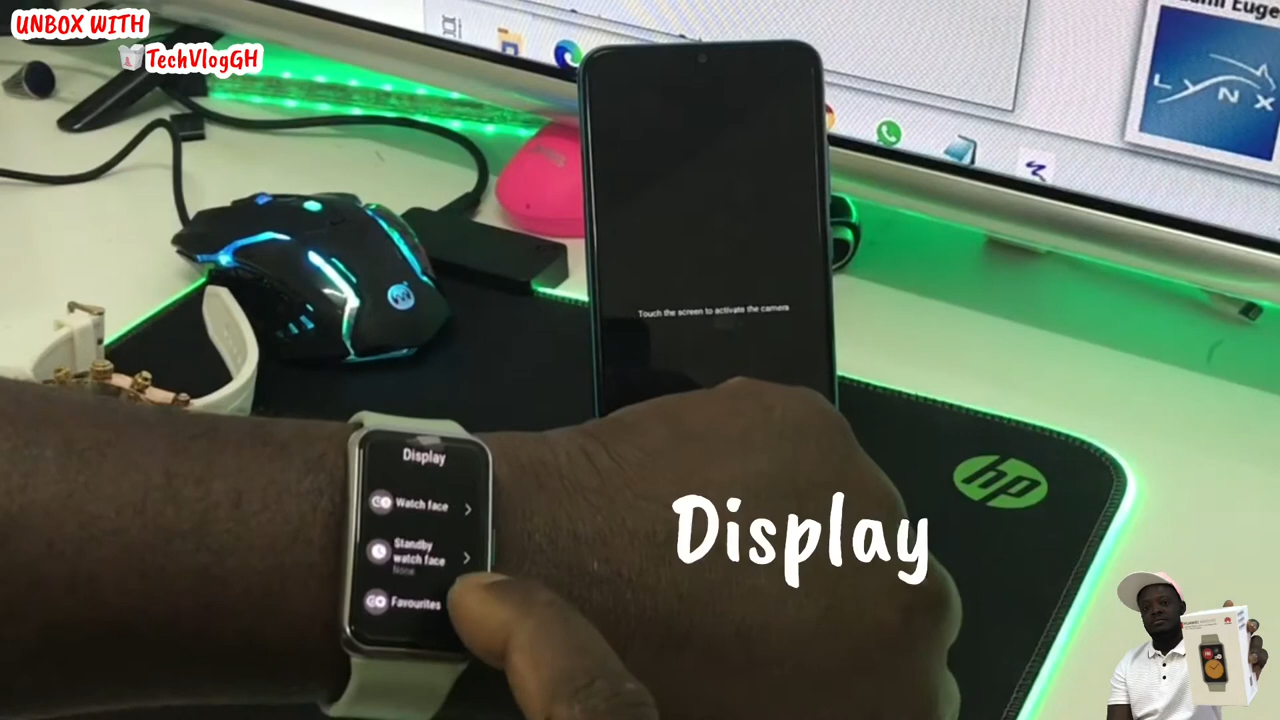 UNBOX WITH
TechVlogGH
Touch the screen to activate the camera
LYNX
Display
Watch face
Standby
watch face
None
Favourites
Display
hp